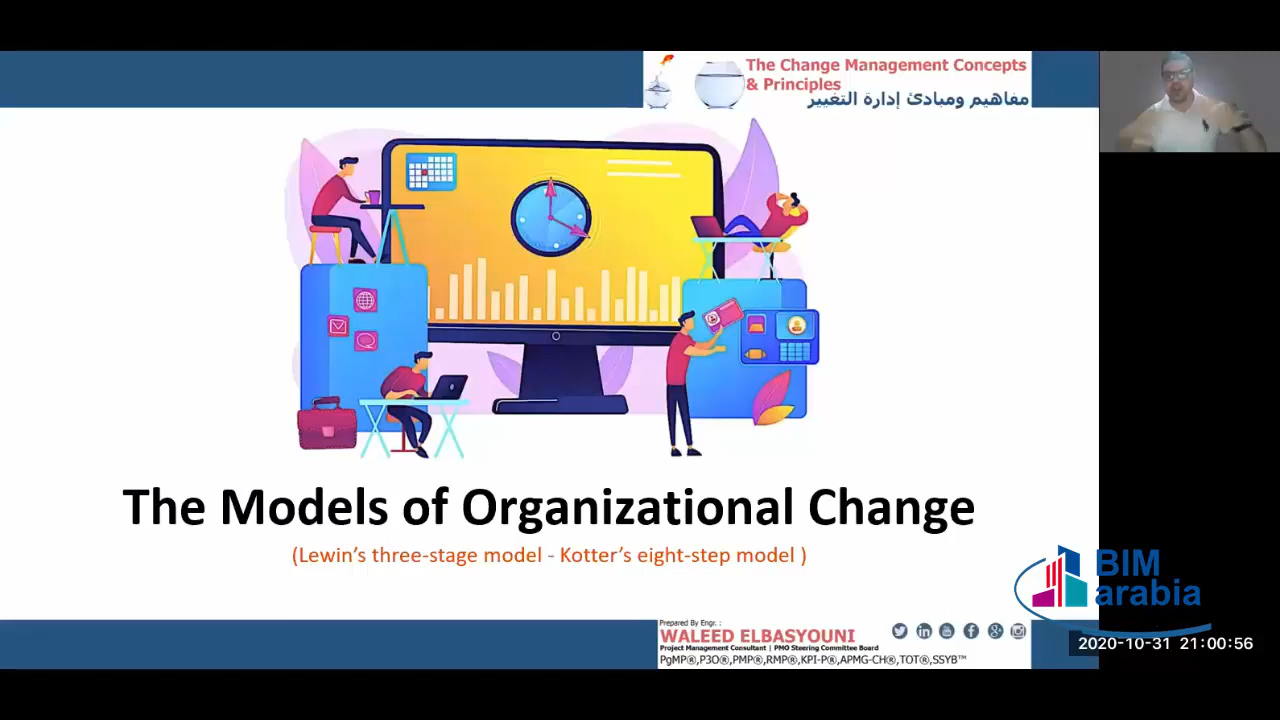 The Change Management Concepts
& Principles
مفاهيم ومبادئ إدارة التغيير
The Models of Organizational Change
(Lewin’s three-stage model - Kotter’s eight-step model )
BIM
arabia
Prepared By Engr. :
WALEED ELBASYOUNI
Project Management Consultant | PMO Steering Committee Board
PgMP®,P3O®,PMP®,RMP®,KPI-P®,APMG-CH®,TOT®,SSYB™
2020-10-31 21:00:56